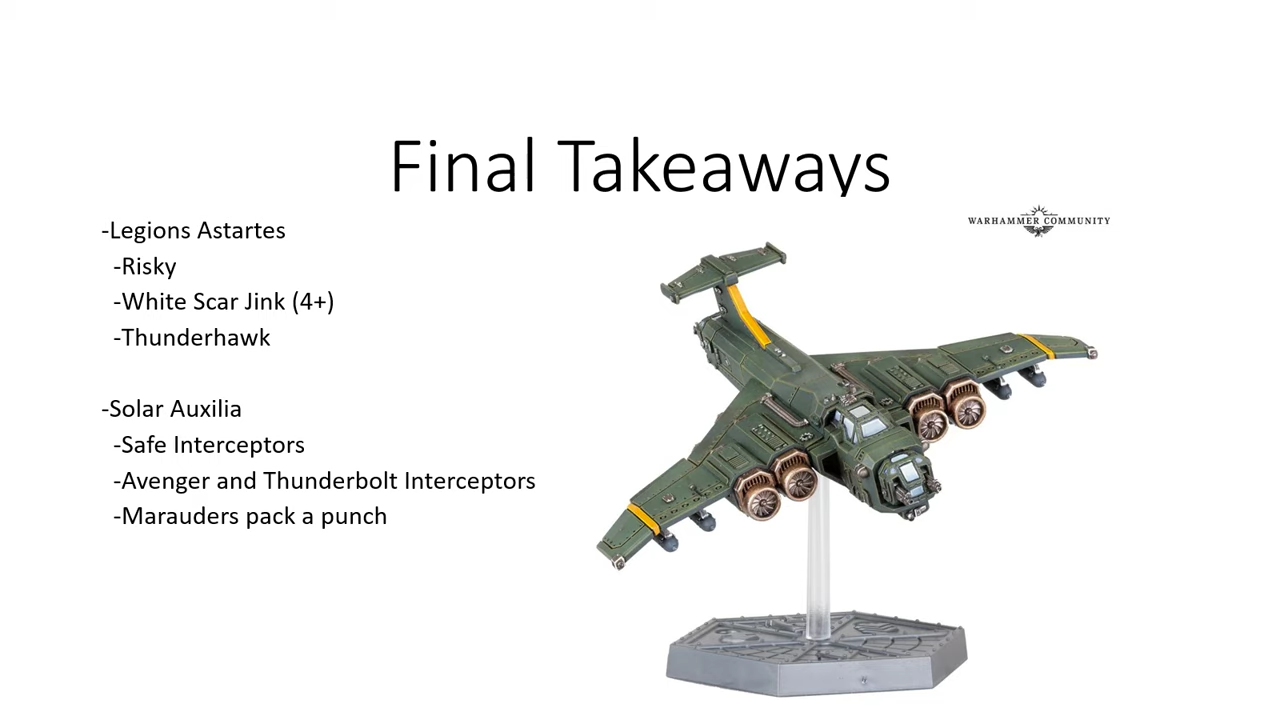 Final Takeaways
-Legions Astartes
-Risky
-White Scar Jink (4+)
-Thunderhawk
-Solar Auxilia
-Safe Interceptors
-Avenger and Thunderbolt Interceptors
-Marauders pack a punch
WARHAMMER COMMUNITY